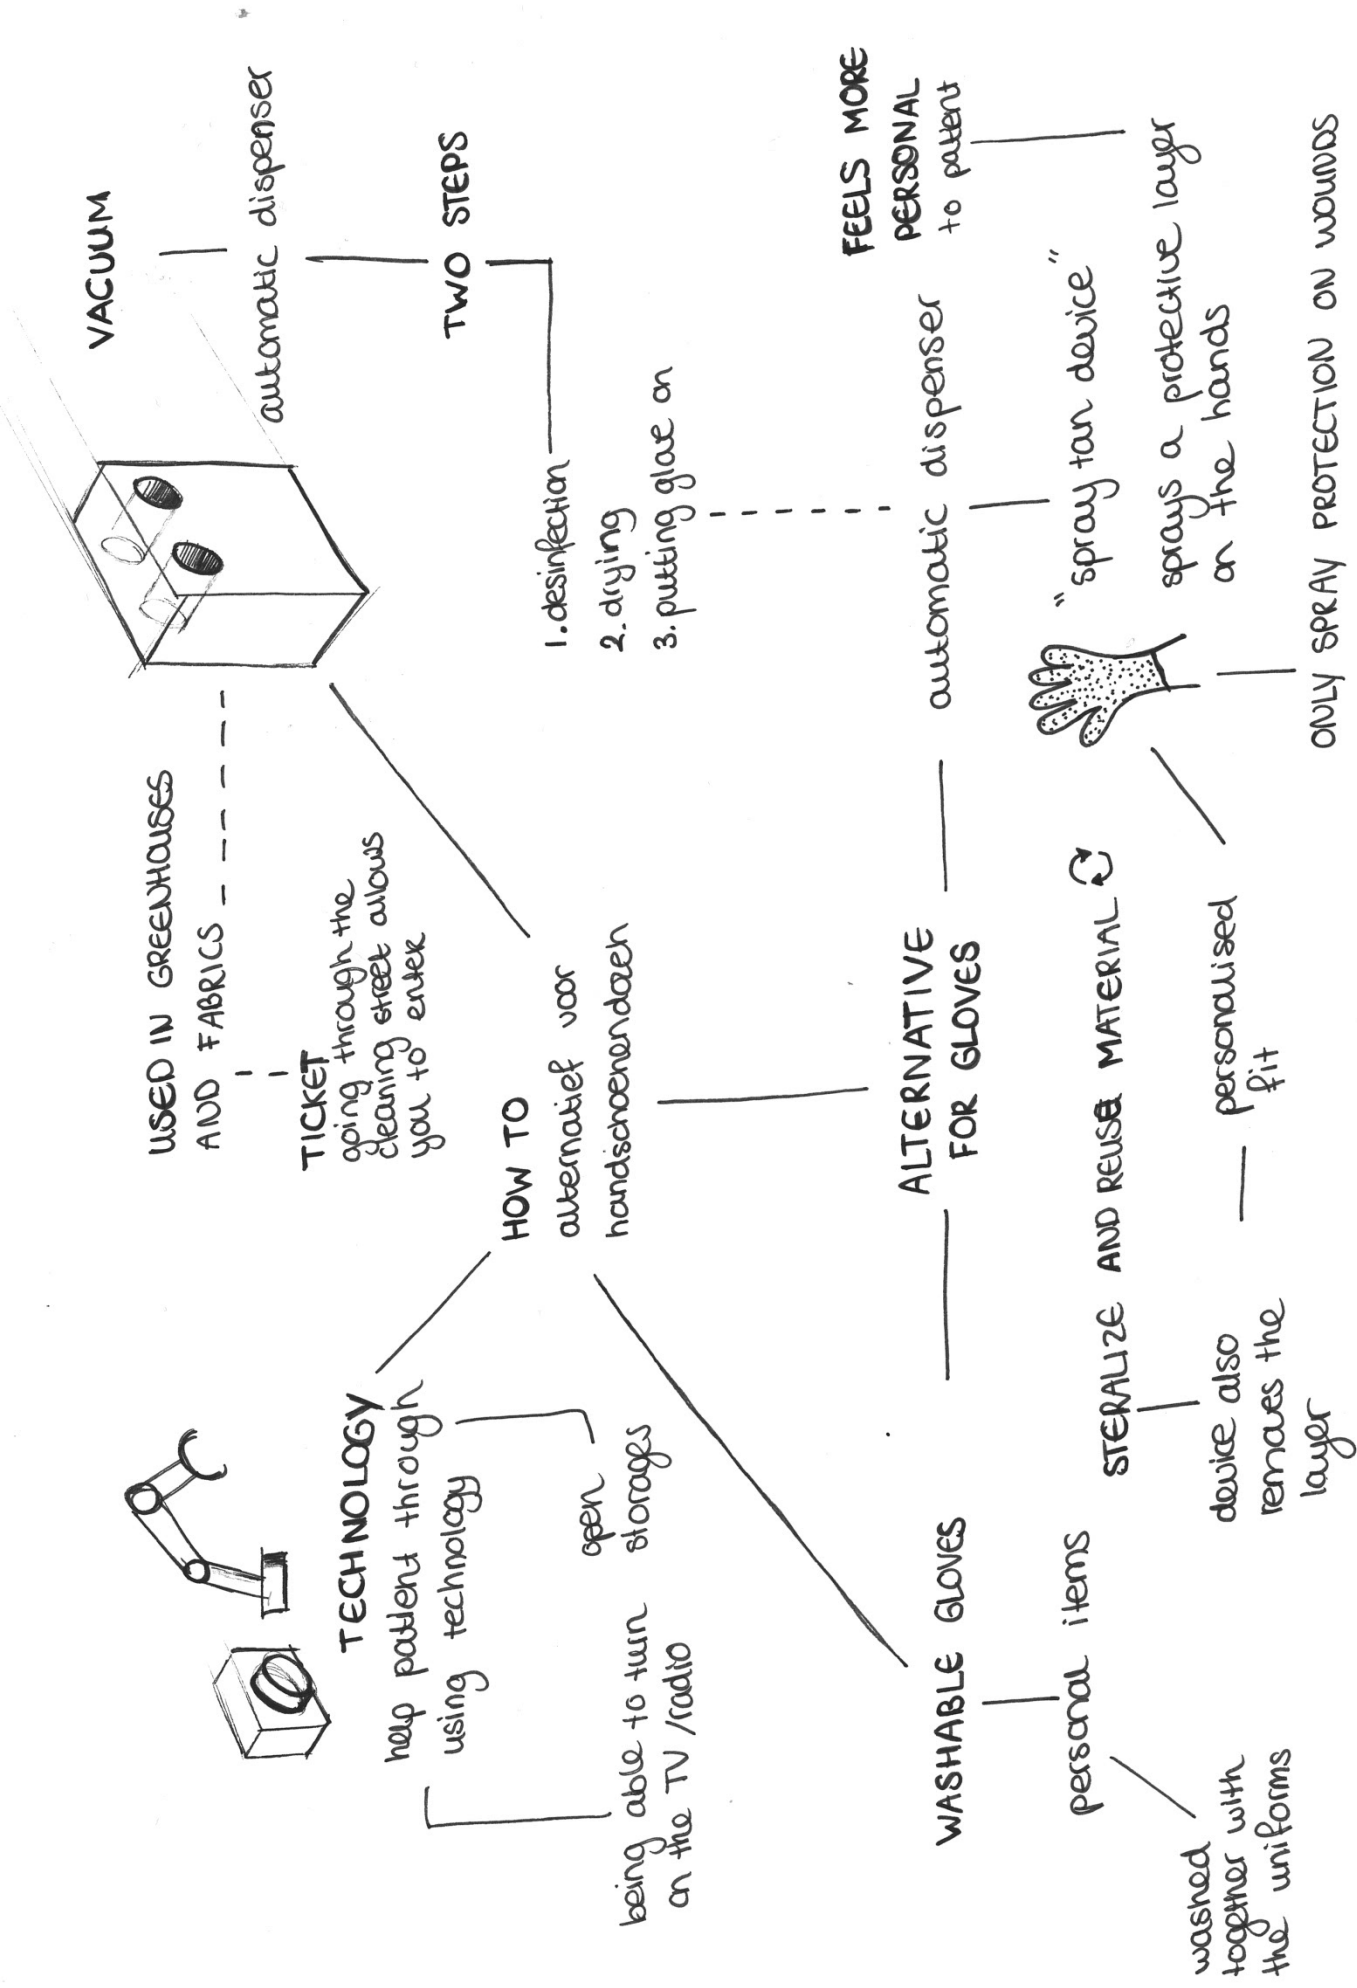 TECHNOLOGY
help patient through
using technology
being able to turn
on the TV/radio
open
storages
USED IN GREENHOUSES
AND FABRICS
TICKET
going through the
cleaning street allows
you to enter
HOW TO
alternatief voor
handschoenendozen
VACUUM
automatic dispenser
TWO STEPS
1. desinfection
2. drying
3. putting glove on
WASHABLE GLOVES
personal items
washed
together with
the uniforms
ALTERNATIVE
FOR GLOVES
automatic dispenser
FEELS MORE
PERSONAL
to patient
"spray tan device"
sprays a protective layer
on the hands
ONLY SPRAY PROTECTION ON WOUNDS
personalised
fit
STERALIZE AND REUSE MATERIAL
device also
removes the
layer